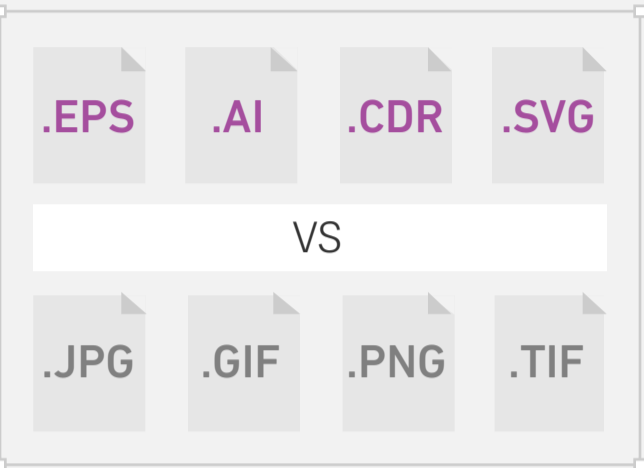 .EPS .AI .CDR .SVG
VS
.JPG .GIF .PNG .TIF